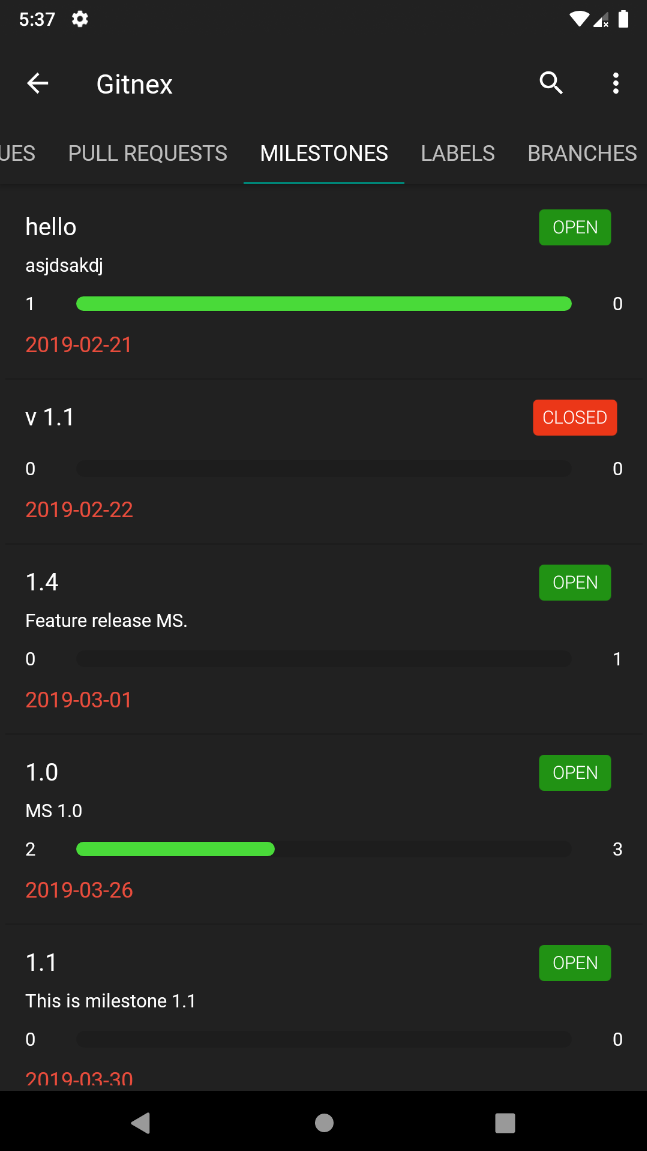 5:37
Gitnex
UES PULL REQUESTS MILESTONES LABELS BRANCHES
hello OPEN
asjdsakdj
1 0
2019-02-21
v 1.1 CLOSED
0 0
2019-02-22
1.4 OPEN
Feature release MS.
0 1
2019-03-01
1.0 OPEN
MS 1.0
2 3
2019-03-26
1.1 OPEN
This is milestone 1.1
0 0
2019-03-30